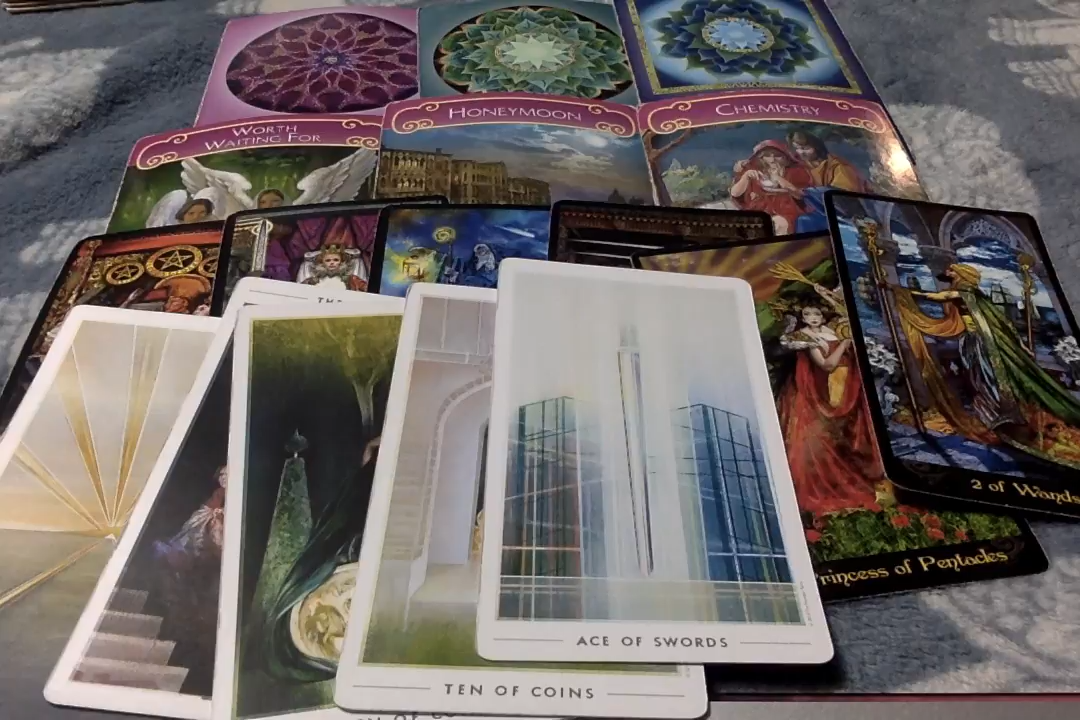 WORTH
WAITING FOR
HONEYMOON
CHEMISTRY
2 of Wands
Princess of Pentacles
ACE OF SWORDS
TEN OF COINS